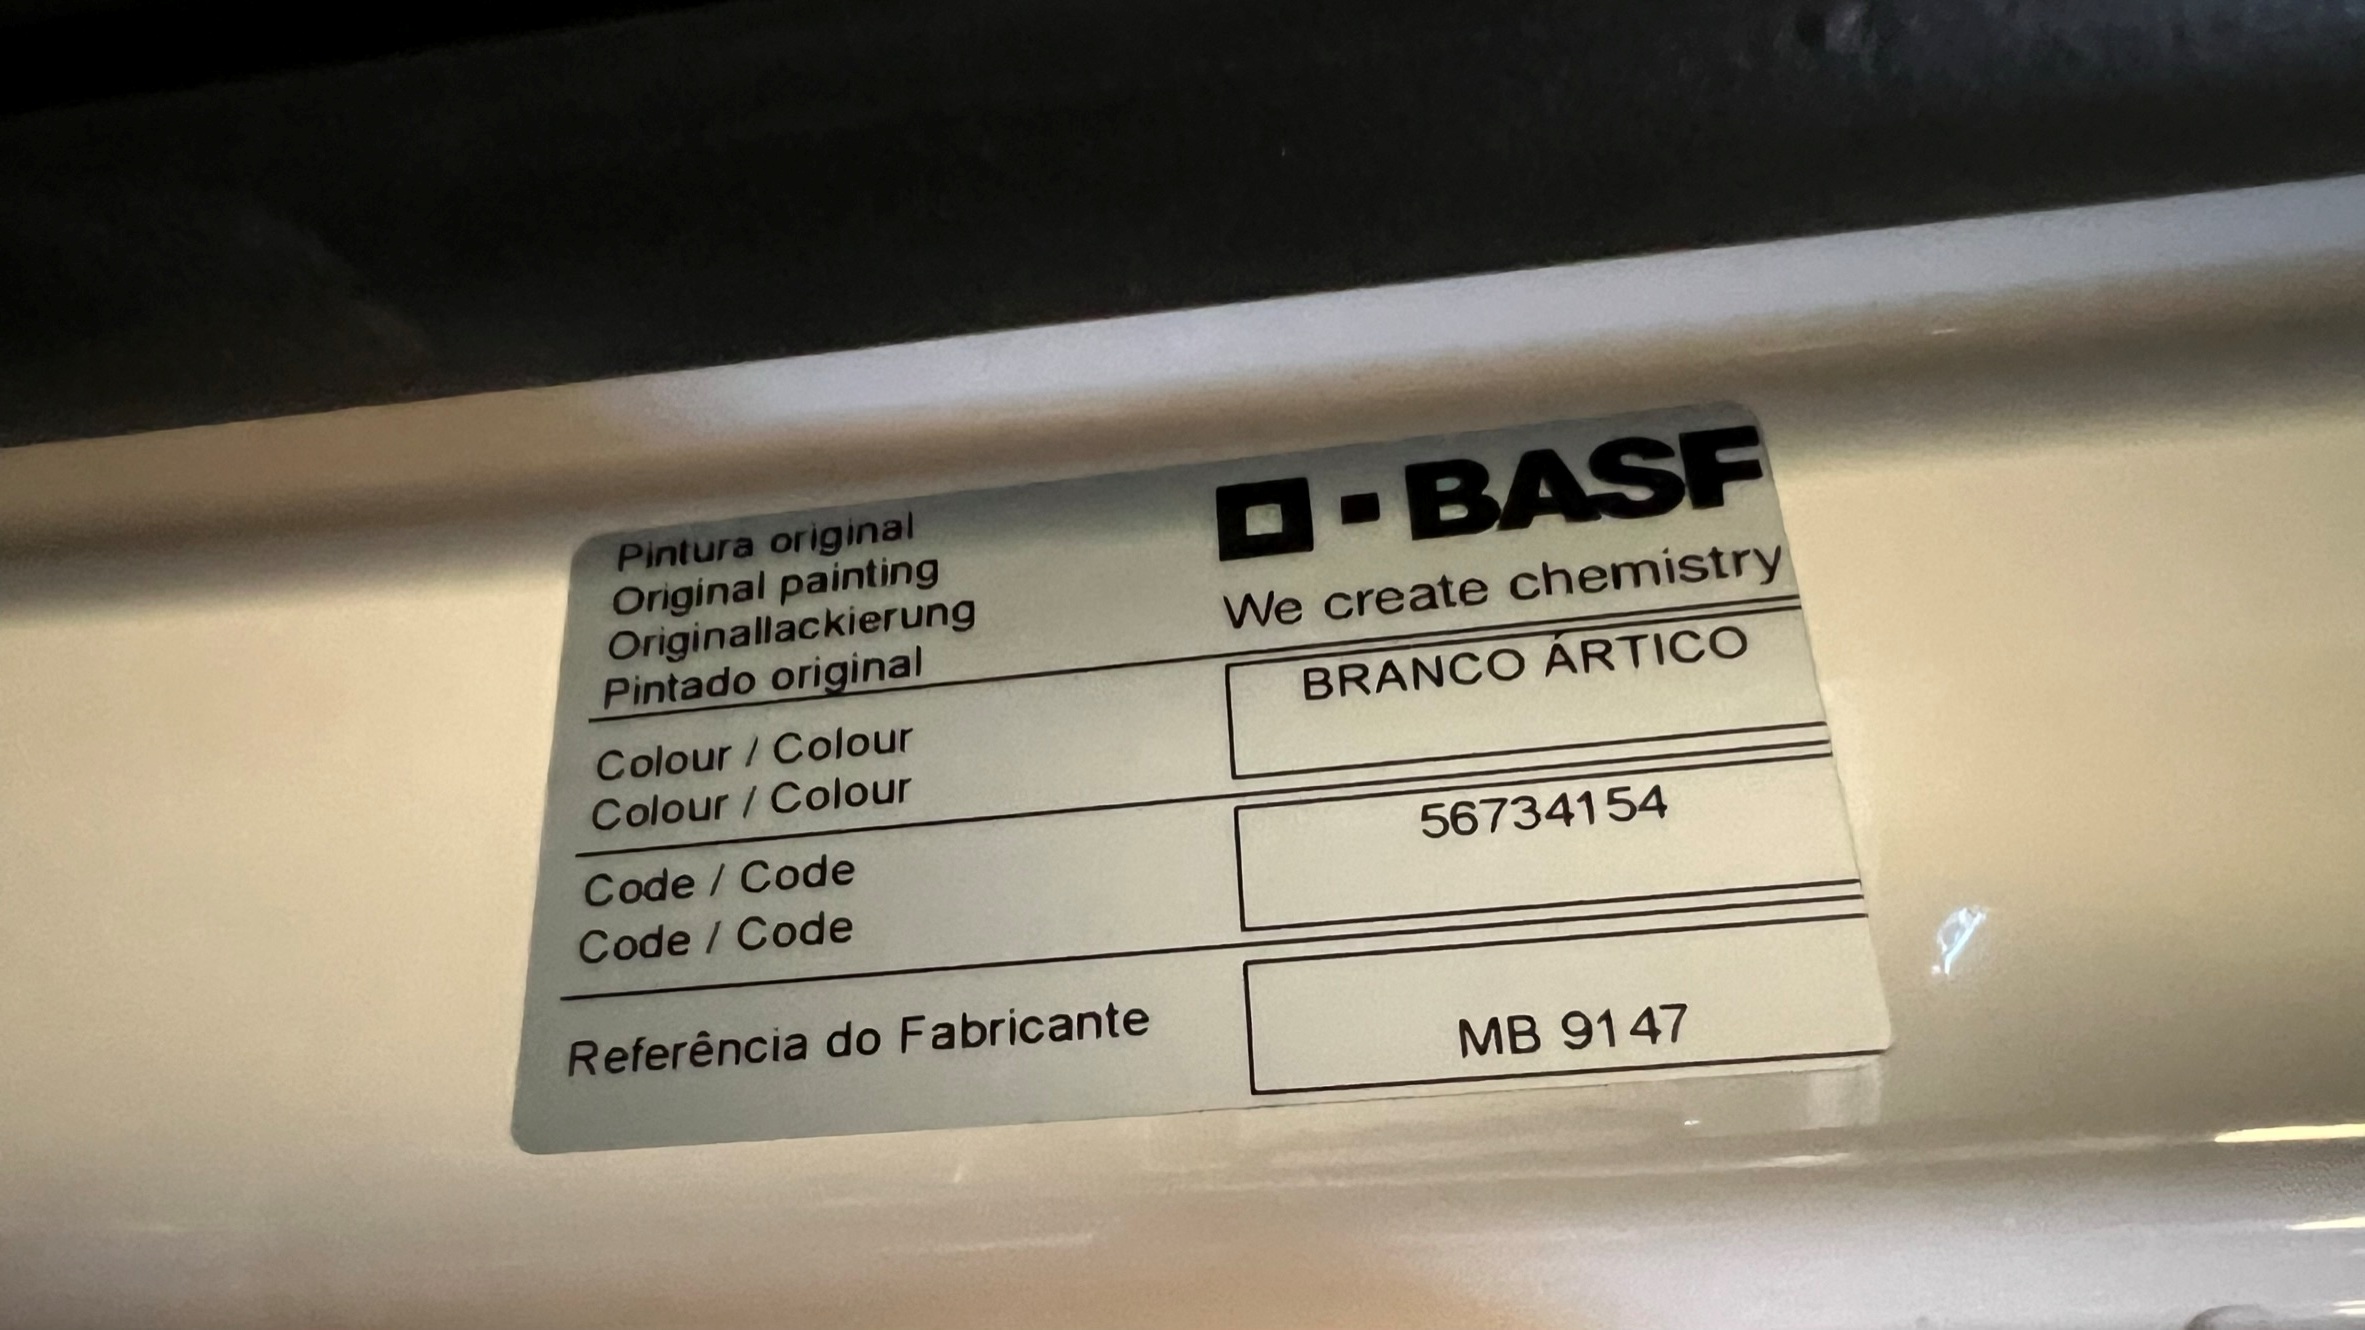 Pintura original
Original painting
Originallackierung
Pintado original
BASF
We create chemistry
Colour / Colour
Colour / Colour
BRANCO ÁRTICO
Code / Code
Code / Code
56734154
Referência do Fabricante
MB 9147